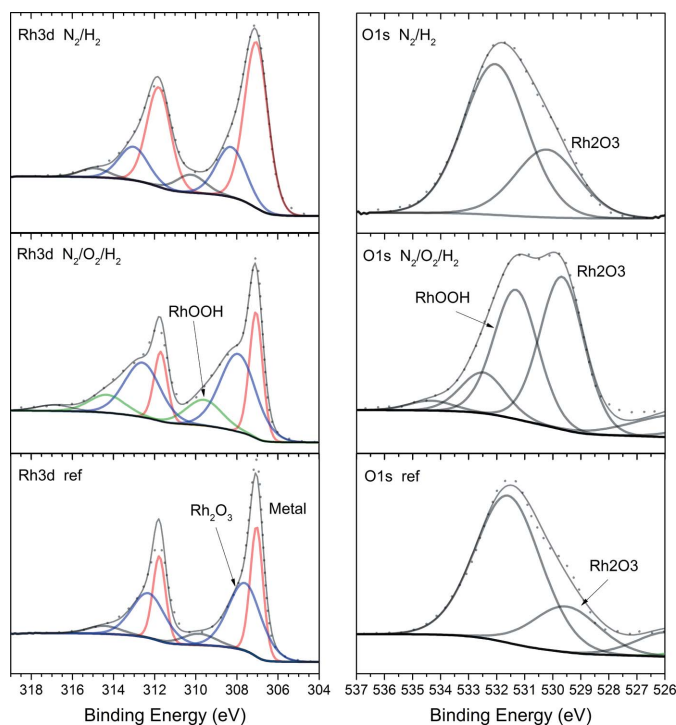 Rh3d N₂/H₂
O1s N₂/H₂
Rh2O3
Rh3d N₂/O₂/H₂
RhOOH
O1s N₂/O₂/H₂
Rh2O3
RhOOH
Rh3d ref
Rh₂O₃
Metal
O1s ref
Rh2O3
318 316 314 312 310 308 306 304
537 536 535 534 533 532 531 530 529 528 527 526
Binding Energy (eV)
Binding Energy (eV)